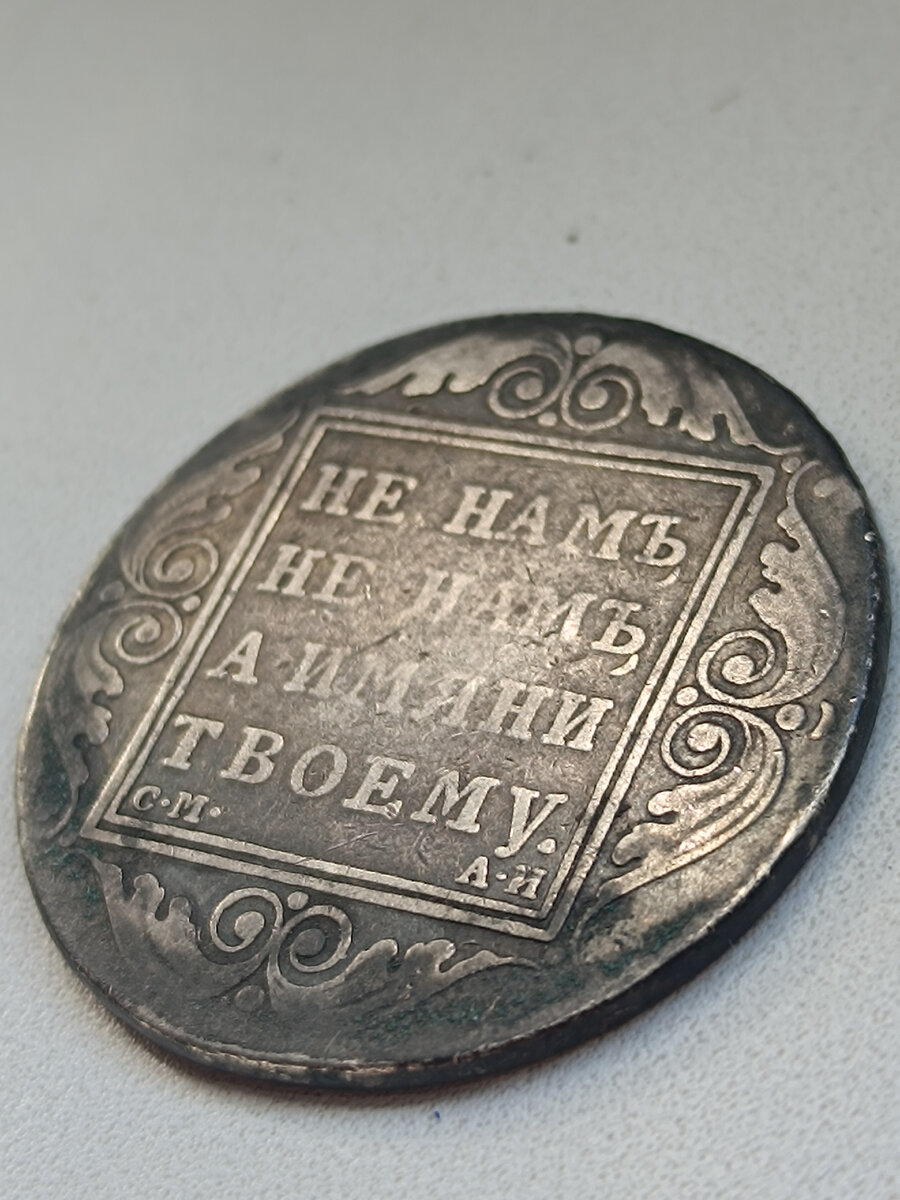 НЕ НАМЪ,
НЕ НАМЪ,
А ИМЯНИ
ТВОЕМУ.
С·М·
А·И